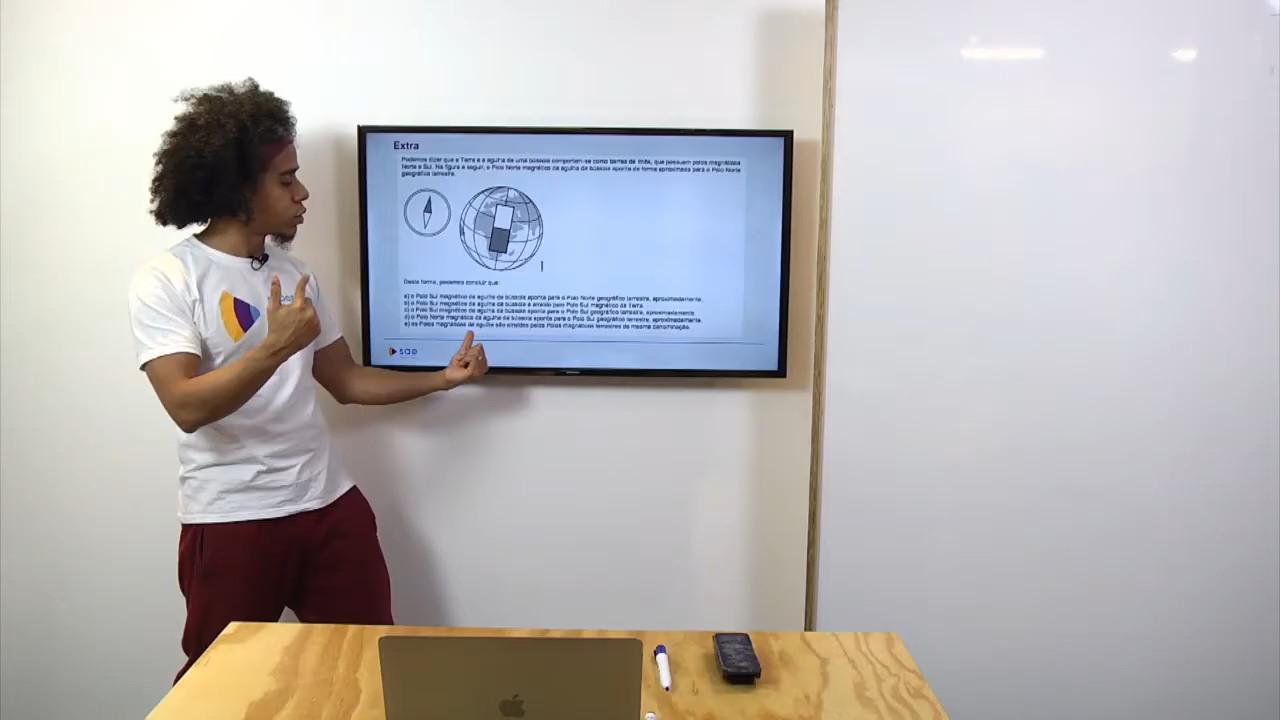 Extra
Podemos dizer que a Terra e a agulha de uma bússola comportam-se como barras de ímãs, que possuem polos magnéticos
Norte e Sul. Na figura a seguir, o Polo Norte magnético da agulha da bússola aponta de forma aproximada para o Polo Norte
geográfico terrestre.
Desta forma, podemos concluir que:
a) o Polo Sul magnético da agulha da bússola aponta para o Polo Norte geográfico terrestre, aproximadamente.
b) o Polo Sul magnético da agulha da bússola é atraído pelo Polo Sul magnético da Terra.
c) o Polo Sul magnético da agulha da bússola aponta para o Polo Sul geográfico terrestre, aproximadamente.
d) o Polo Norte magnético da agulha da bússola aponta para o Polo Sul geográfico terrestre, aproximadamente.
e) os Polos magnéticos da agulha são atraídos pelos Polos magnéticos terrestres de mesma denominação.
sae